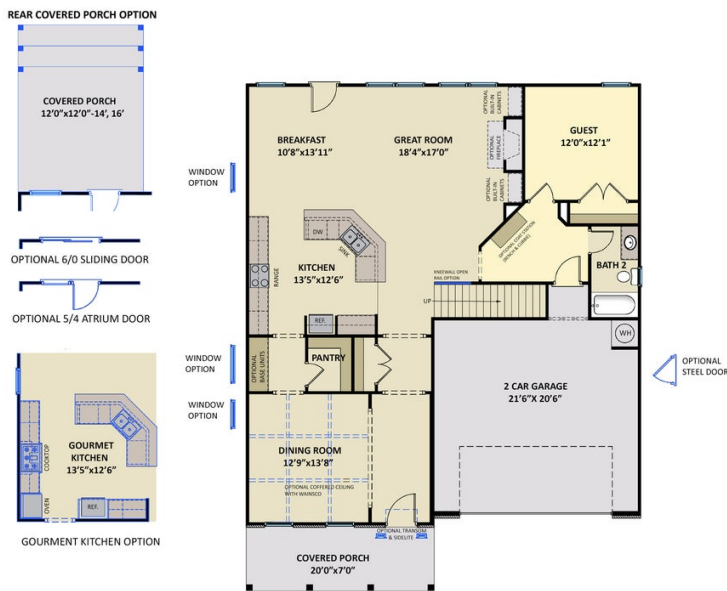 REAR COVERED PORCH OPTION
COVERED PORCH
12'0"x12'0"-14', 16'
OPTIONAL 6/0 SLIDING DOOR
OPTIONAL 5/4 ATRIUM DOOR
COOKTOP
OVEN
GOURMET
KITCHEN
13'5"x12'6"
REF.
GOURMENT KITCHEN OPTION
WINDOW
OPTION
WINDOW
OPTION
WINDOW
OPTION
BREAKFAST
10'8"x13'11"
GREAT ROOM
18'4"x17'0"
OPTIONAL
BUILT-IN
CABINETS
OPTIONAL
FIREPLACE
OPTIONAL
BUILT-IN
CABINETS
GUEST
12'0"x12'1"
DW
SINK
KITCHEN
13'5"x12'6"
RANGE
REF.
OPTIONAL COAT STATION
(BENCH & CUBBIE)
BATH 2
KNEEWALL OPEN
RAIL OPTION
UP
WH
OPTIONAL
BASE UNITS
PANTRY
2 CAR GARAGE
21'6"X 20'6"
OPTIONAL
STEEL DOOR
DINING ROOM
12'9"x13'8"
OPTIONAL COFFERED CEILING
WITH WAINSCO
OPTIONAL TRANSOM
& SIDELITE
COVERED PORCH
20'0"x7'0"